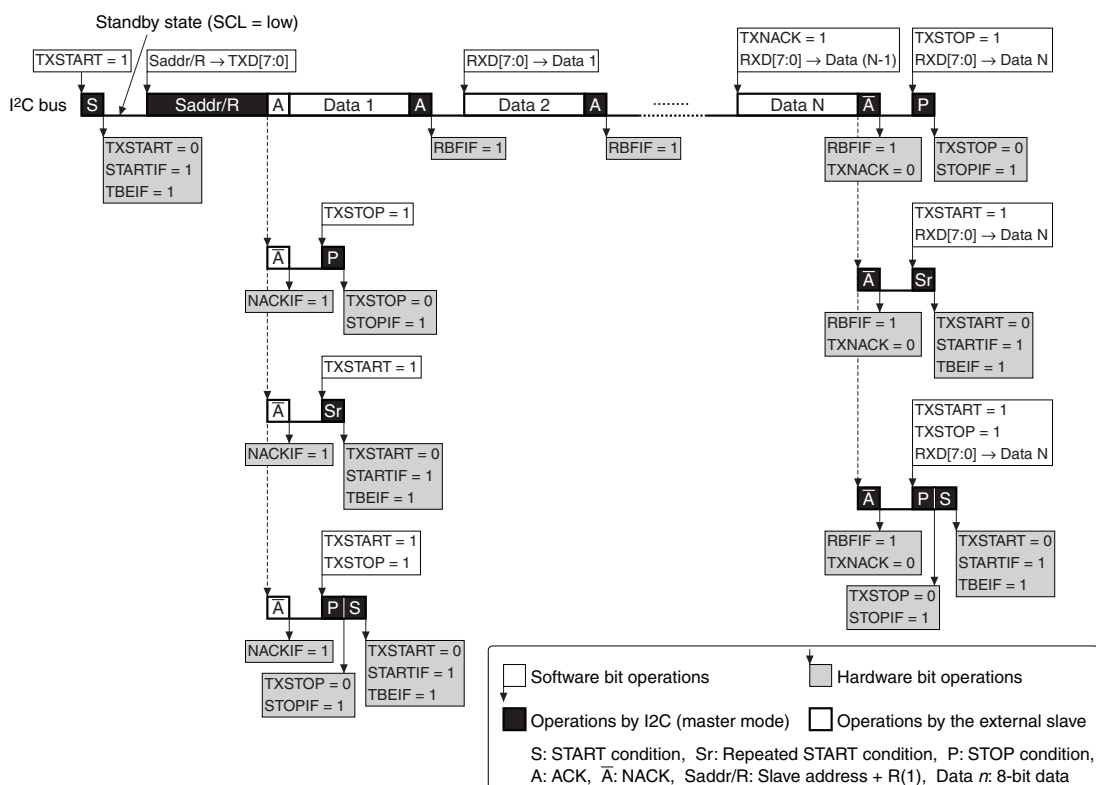 Standby state (SCL = low)
TXSTART = 1
Saddr/R → TXD[7:0]
RXD[7:0] → Data 1
TXNACK = 1
RXD[7:0] → Data (N-1)
TXSTOP = 1
RXD[7:0] → Data N
I²C bus
S
Saddr/R
A
Data 1
A
Data 2
A
Data N
A̅
P
TXSTART = 0
STARTIF = 1
TBEIF = 1
RBFIF = 1
RBFIF = 1
RBFIF = 1
TXNACK = 0
TXSTOP = 0
STOPIF = 1
TXSTOP = 1
A̅
P
NACKIF = 1
TXSTOP = 0
STOPIF = 1
TXSTART = 1
RXD[7:0] → Data N
A̅
Sr
RBFIF = 1
TXNACK = 0
TXSTART = 0
STARTIF = 1
TBEIF = 1
TXSTART = 1
A̅
Sr
NACKIF = 1
TXSTART = 0
STARTIF = 1
TBEIF = 1
TXSTART = 1
TXSTOP = 1
RXD[7:0] → Data N
A̅
P
S
RBFIF = 1
TXNACK = 0
TXSTOP = 0
STOPIF = 1
TXSTART = 0
STARTIF = 1
TBEIF = 1
TXSTART = 1
TXSTOP = 1
A̅
P
S
NACKIF = 1
TXSTOP = 0
STOPIF = 1
TXSTART = 0
STARTIF = 1
TBEIF = 1
Software bit operations
Hardware bit operations
Operations by I2C (master mode)
Operations by the external slave
S: START condition, Sr: Repeated START condition, P: STOP condition,
A: ACK, A̅: NACK, Saddr/R: Slave address + R(1), Data n: 8-bit data